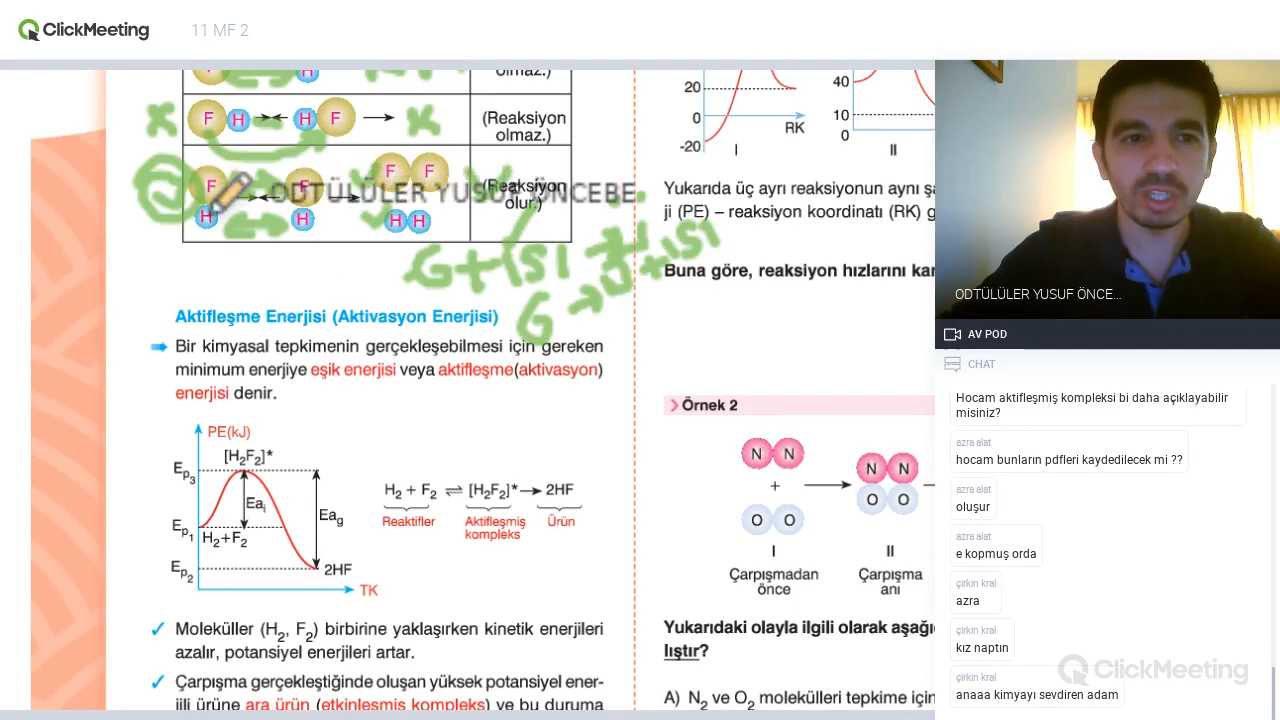 ClickMeeting
11 MF 2
F
H
olmaz.)
F H H F
(Reaksiyon
olmaz.)
F F F F
H H H H
(Reaksiyon
olur.)
ODTÜLÜLER YUSUF ÖNCEBE
G+ISI
Aktifleşme Enerjisi (Aktivasyon Enerjisi)
Bir kimyasal tepkimenin gerçekleşebilmesi için gereken
minimum enerjiye eşik enerjisi veya aktifleşme(aktivasyon)
enerjisi denir.
PE(kJ)
[H2F2]*
Ep3
Eai
Eag
Ep1
H2+F2
Ep2
2HF
TK
H2 + F2 ⇌ [H2F2]* → 2HF
Reaktifler
Aktifleşmiş
kompleks
Ürün
Moleküller (H2, F2) birbirine yaklaşırken kinetik enerjileri
azalır, potansiyel enerjileri artar.
Çarpışma gerçekleştiğinde oluşan yüksek potansiyel ener-
jili ürüne ara ürün (etkinleşmiş kompleks) ve bu duruma
20
0
-20
RK
I
40
10
0
II
Yukarıda üç ayrı reaksiyonun aynı şa
ji (PE) – reaksiyon koordinatı (RK) g
Buna göre, reaksiyon hızlarını kar
Örnek 2
N N
+
O O
N N
O O
I
II
Çarpışmadan
önce
Çarpışma
anı
Yukarıdaki olayla ilgili olarak aşağıd
lıştır?
A) N2 ve O2 molekülleri tepkime için
ODTÜLÜLER YUSUF ÖNCE...
AV POD
CHAT
Hocam aktifleşmiş kompleksi bi daha açıklayabilir
misiniz?
azra alat
hocam bunların pdfleri kaydedilecek mi ??
azra alat
oluşur
azra alat
e kopmuş orda
çirkin kral
azra
çirkin kral
kız naptın
çirkin kral
anaaa kimyayı sevdiren adam
ClickMeeting